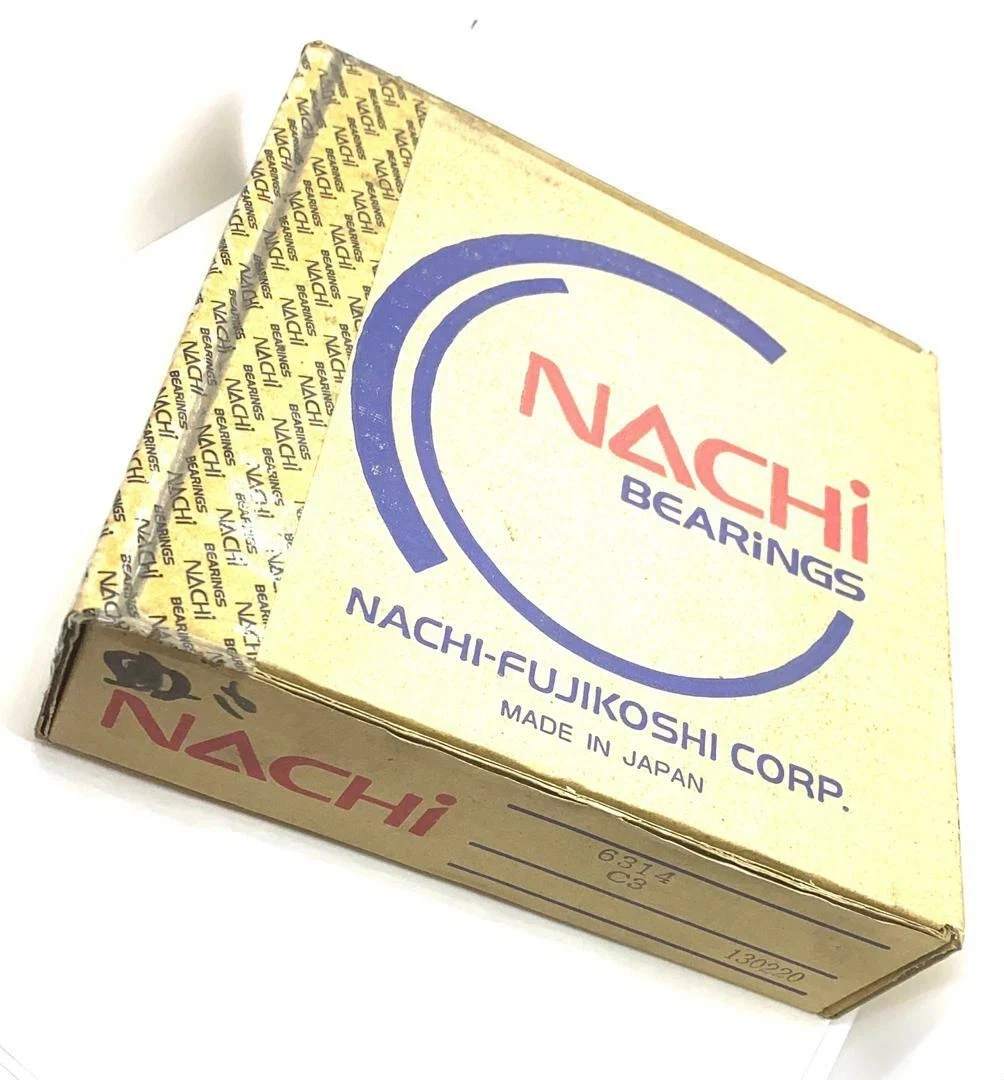 NACHi
BEARiNGS
NACHI-FUJIKOSHI CORP.
MADE IN JAPAN
NACHi
6314
C3
130220